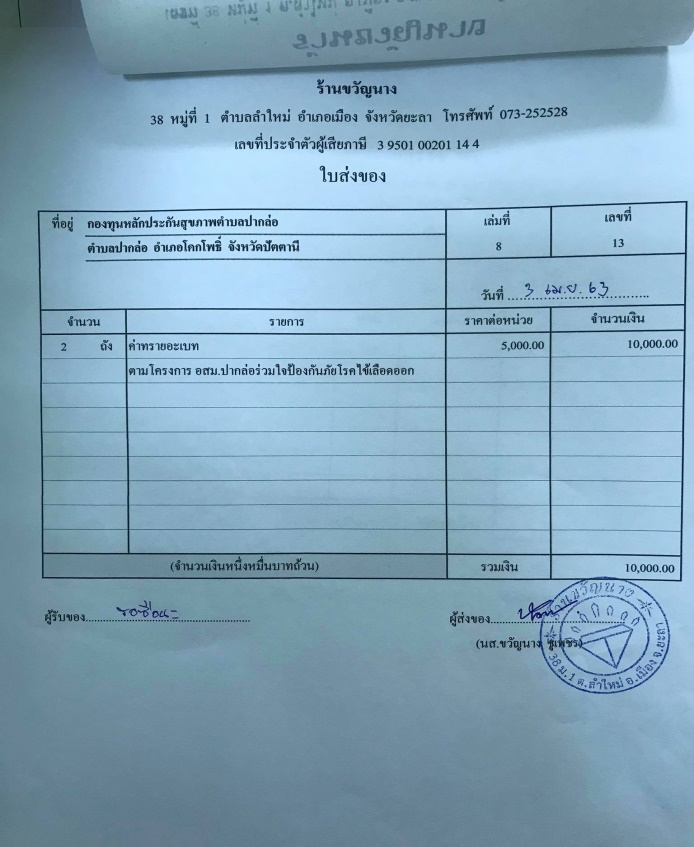 ร้านขวัญนาง
38 หมู่ที่ 1 ตำบลลำใหม่ อำเภอเมือง จังหวัดยะลา โทรศัพท์ 073-252528
เลขที่ประจำตัวผู้เสียภาษี 3 9501 00201 14 4
ใบส่งของ
ที่อยู่ กองทุนหลักประกันสุขภาพตำบลปากล่อ เล่มที่ เลขที่
ตำบลปากล่อ อำเภอโคกโพธิ์ จังหวัดปัตตานี 8 13
วันที่ 3 เม.ย. 63
จำนวน รายการ ราคาต่อหน่วย จำนวนเงิน
2 ถัง ค่าทรายอะเบท 5,000.00 10,000.00
ตามโครงการ อสม.ปากล่อร่วมใจป้องกันภัยโรคไข้เลือดออก
(จำนวนเงินหนึ่งหมื่นบาทถ้วน) รวมเงิน 10,000.00
ผู้รับของ ผู้ส่งของ
(นส.ขวัญนาง ชูเพชร)
ร้านขวัญนาง
38 ม.1 ต.ลำใหม่ อ.เมือง จ.ยะลา